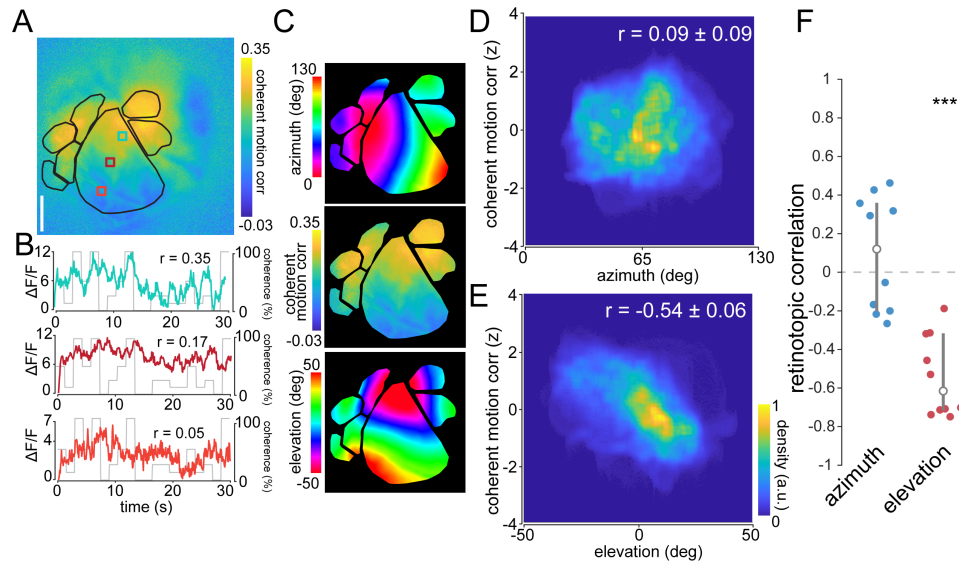 A
0.35
coherent motion corr
-0.03
B
12
6
0
ΔF/F
r = 0.35
100
0
coherence (%)
0 10 20 30
12
6
0
ΔF/F
r = 0.17
100
0
coherence (%)
0 10 20 30
7
0
ΔF/F
r = 0.05
100
0
coherence (%)
0 10 20 30
time (s)
C
130
azimuth (deg)
0
0.35
coherent
motion corr
-0.03
50
elevation (deg)
-50
D
r = 0.09 ± 0.09
coherent motion corr (z)
4
2
0
-2
-4
0 65 130
azimuth (deg)
E
r = -0.54 ± 0.06
coherent motion corr (z)
4
2
0
-2
-4
-50 0 50
elevation (deg)
1
density (a.u.)
0
F
***
retinotopic correlation
1
0.8
0.6
0.4
0.2
0
-0.2
-0.4
-0.6
-0.8
-1
azimuth
elevation